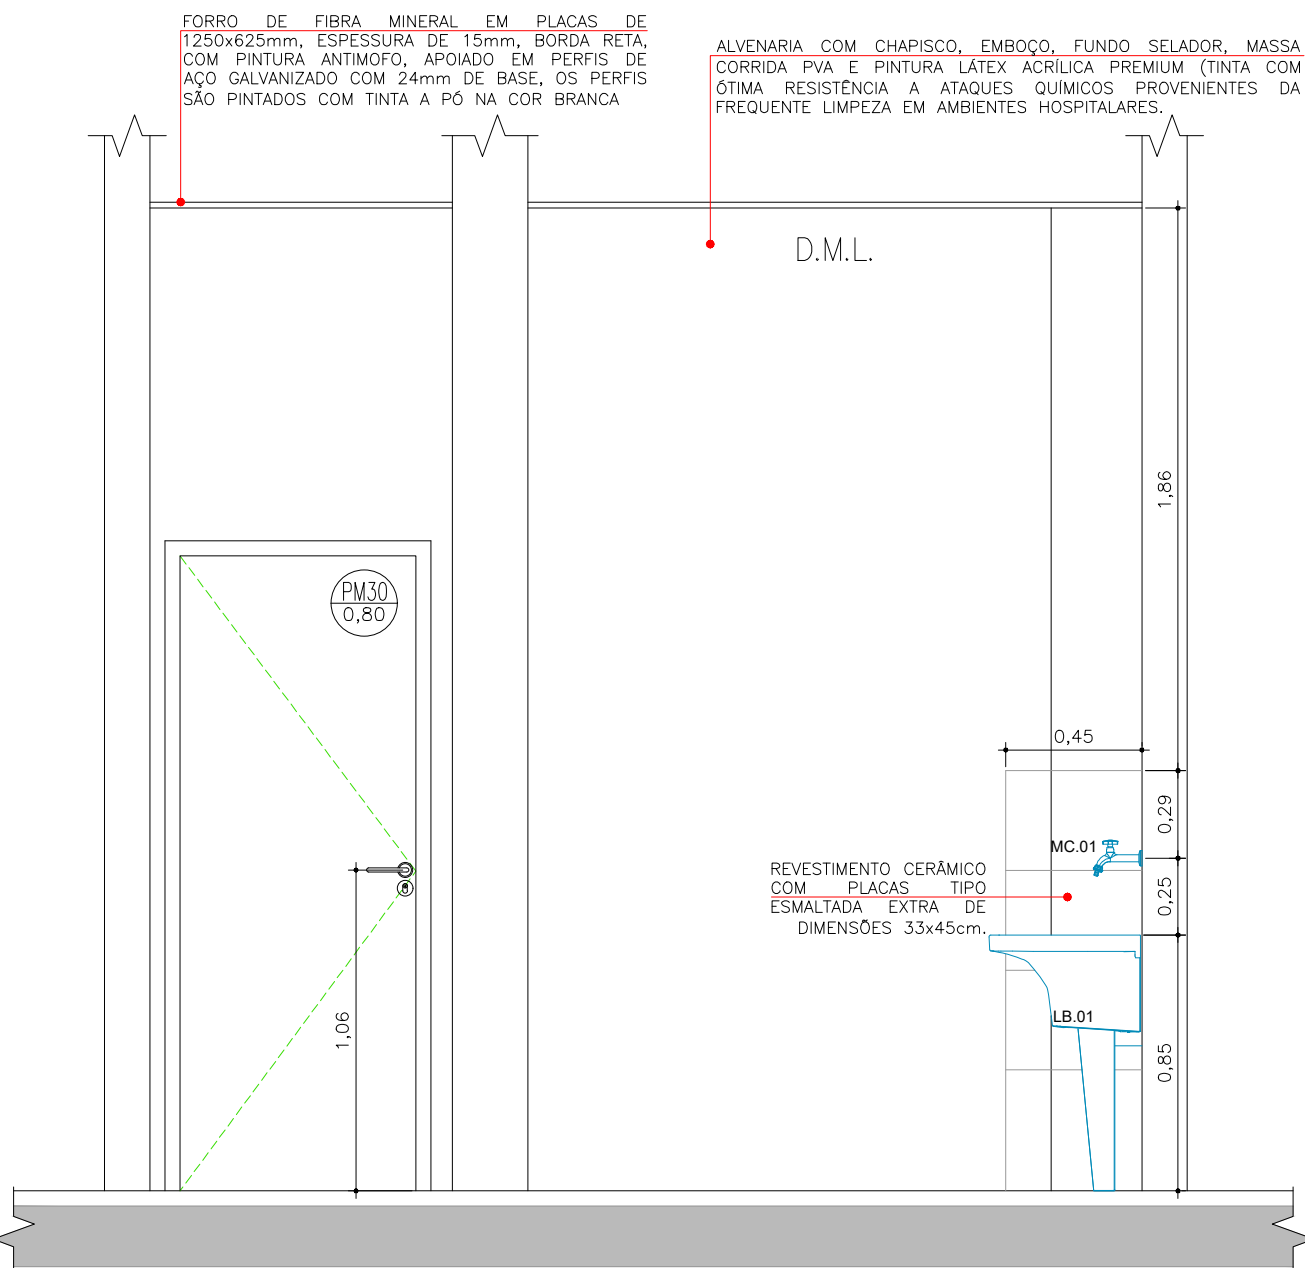 FORRO DE FIBRA MINERAL EM PLACAS DE
1250x625mm, ESPESSURA DE 15mm, BORDA RETA,
COM PINTURA ANTIMOFO, APOIADO EM PERFIS DE
AÇO GALVANIZADO COM 24mm DE BASE, OS PERFIS
SÃO PINTADOS COM TINTA A PÓ NA COR BRANCA
ALVENARIA COM CHAPISCO, EMBOÇO, FUNDO SELADOR, MASSA
CORRIDA PVA E PINTURA LÁTEX ACRÍLICA PREMIUM (TINTA COM
ÓTIMA RESISTÊNCIA A ATAQUES QUÍMICOS PROVENIENTES DA
FREQUENTE LIMPEZA EM AMBIENTES HOSPITALARES.
D.M.L.
1,86
PM30
0,80
0,45
0,29
MC.01
REVESTIMENTO CERÂMICO
COM PLACAS TIPO
ESMALTADA EXTRA DE
DIMENSÕES 33x45cm.
0,25
LB.01
1,06
0,85